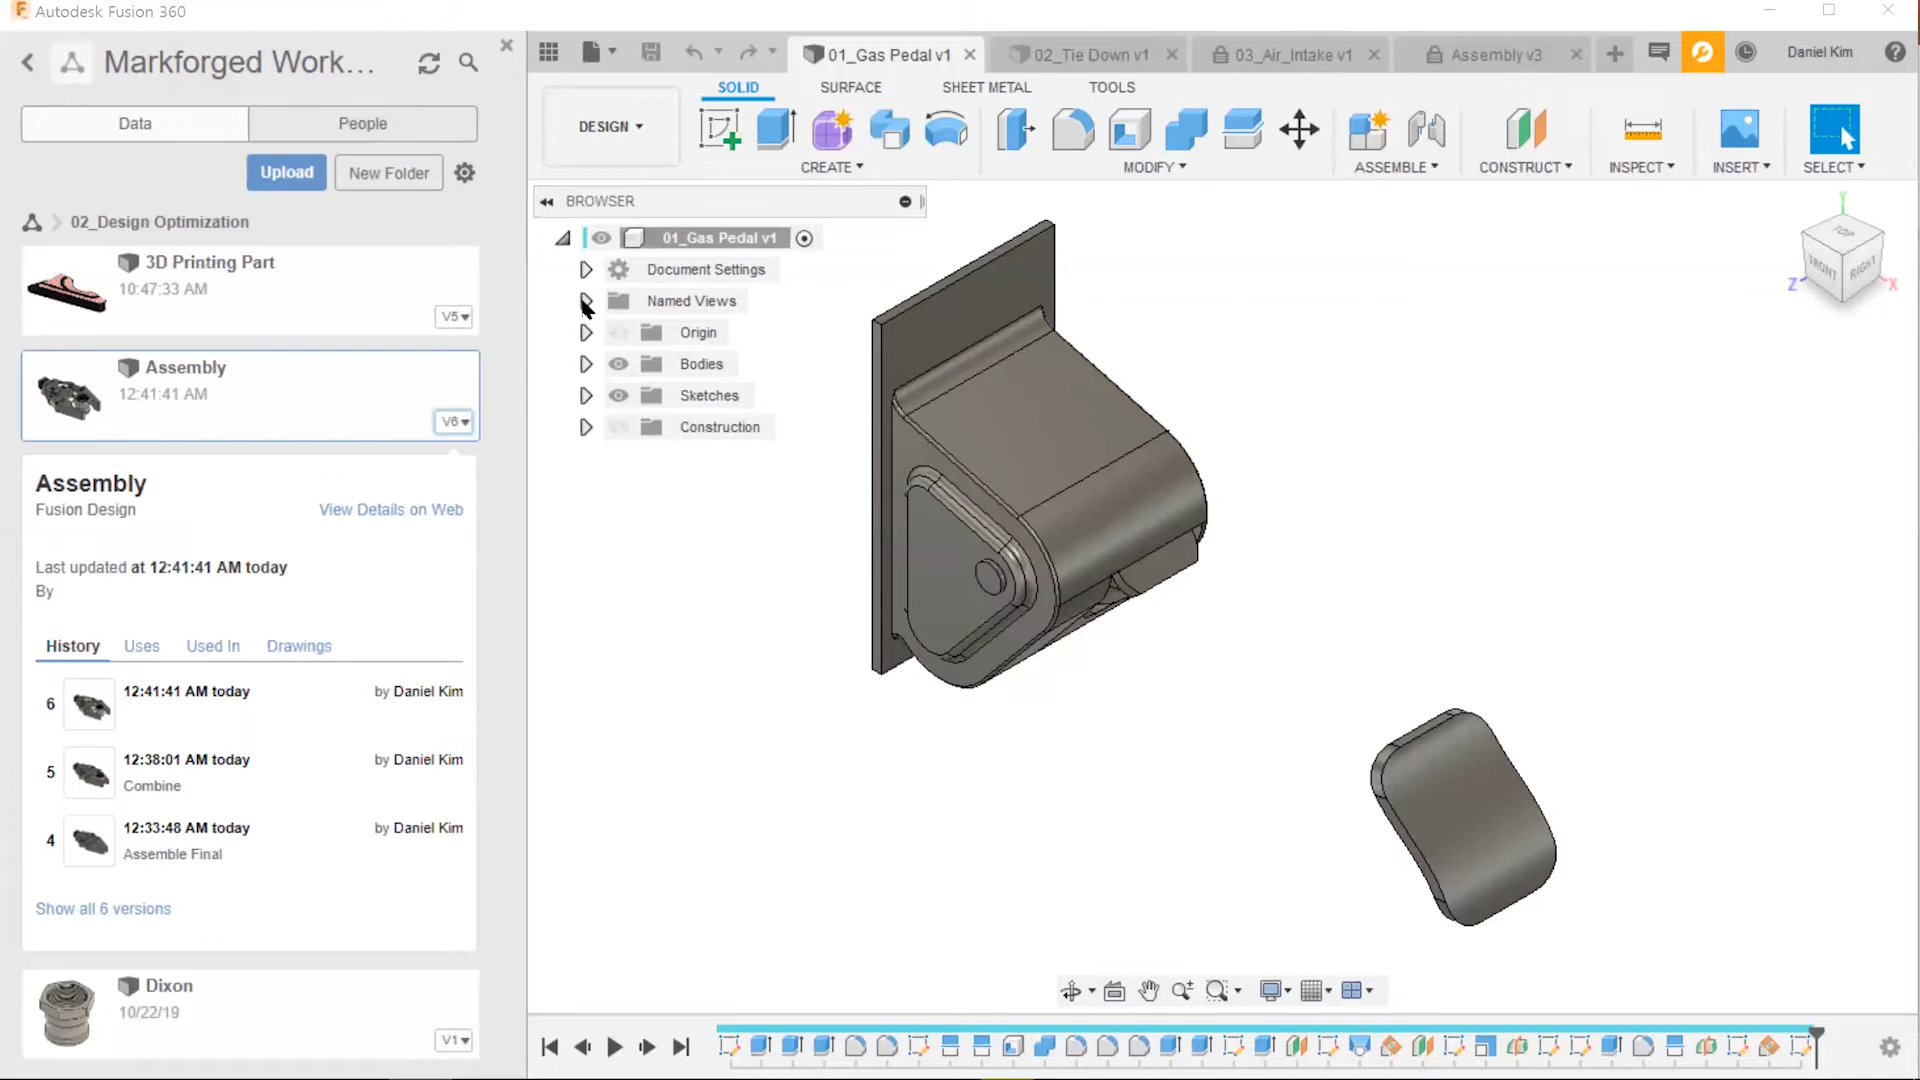 Autodesk Fusion 360
Markforged Work...
Data
People
Upload
New Folder
02_Design Optimization
3D Printing Part
10:47:33 AM
V5
Assembly
12:41:41 AM
V6
Assembly
Fusion Design
View Details on Web
Last updated at 12:41:41 AM today
By
History
Uses
Used In
Drawings
6
12:41:41 AM today
by Daniel Kim
5
12:38:01 AM today
by Daniel Kim
Combine
4
12:33:48 AM today
by Daniel Kim
Assemble Final
Show all 6 versions
Dixon
10/22/19
V1
01_Gas Pedal v1
02_Tie Down v1
03_Air_Intake v1
Assembly v3
Daniel Kim
DESIGN
SOLID
SURFACE
SHEET METAL
TOOLS
CREATE
MODIFY
ASSEMBLE
CONSTRUCT
INSPECT
INSERT
SELECT
BROWSER
01_Gas Pedal v1
Document Settings
Named Views
Origin
Bodies
Sketches
Construction
Y
TOP
FRONT
RIGHT
Z
X